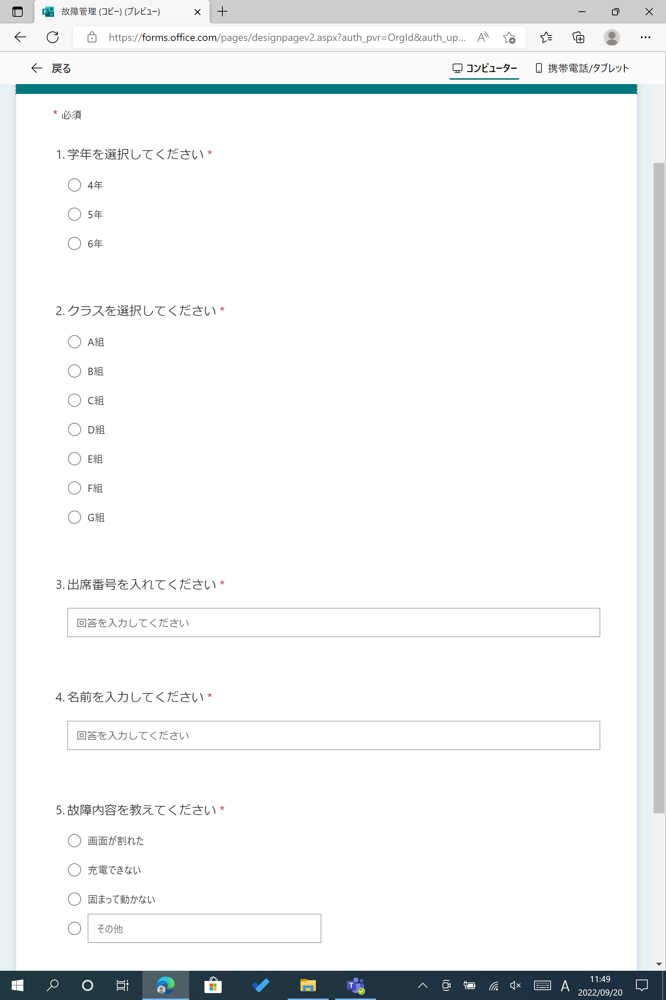 故障管理 (コピー) (プレビュー)
https://forms.office.com/pages/designpagev2.aspx?auth_pvr=OrgId&auth_up...
戻る
コンピューター
携帯電話/タブレット
* 必須
1. 学年を選択してください *
4年
5年
6年
2. クラスを選択してください *
A組
B組
C組
D組
E組
F組
G組
3. 出席番号を入れてください *
回答を入力してください
4. 名前を入力してください *
回答を入力してください
5. 故障内容を教えてください *
画面が割れた
充電できない
固まって動かない
その他
A
11:49
2022/09/20